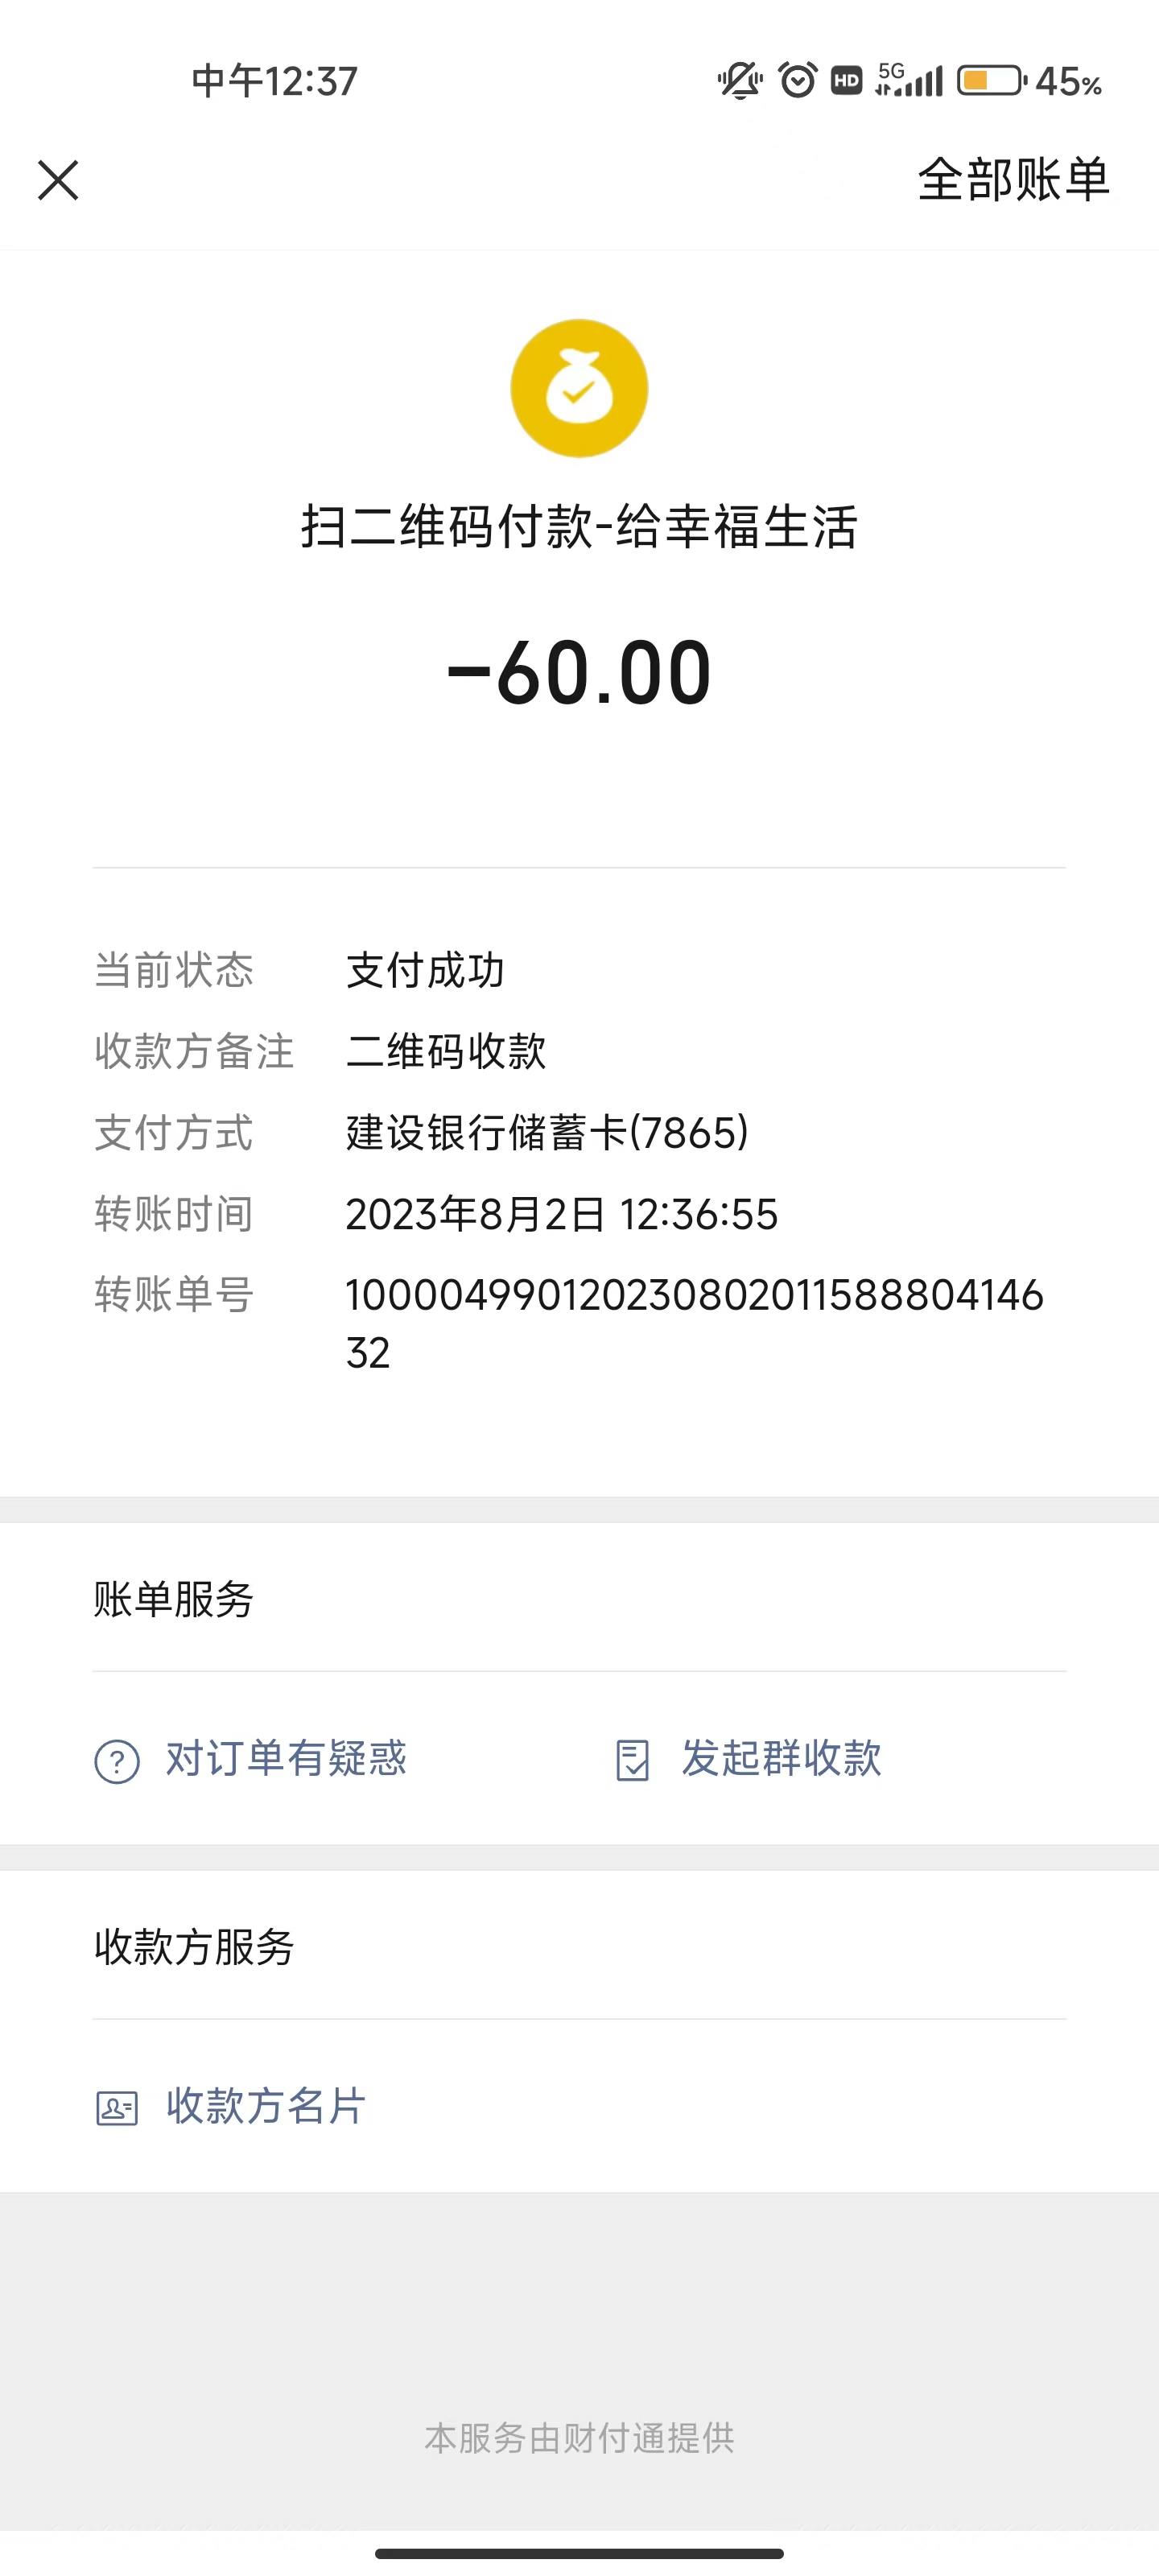 中午12:37
HD 5G 45%
全部账单
扫二维码付款-给幸福生活
-60.00
当前状态 支付成功
收款方备注 二维码收款
支付方式 建设银行储蓄卡(7865)
转账时间 2023年8月2日 12:36:55
转账单号 100004990120230802011588804146
32
账单服务
对订单有疑惑 发起群收款
收款方服务
收款方名片
本服务由财付通提供